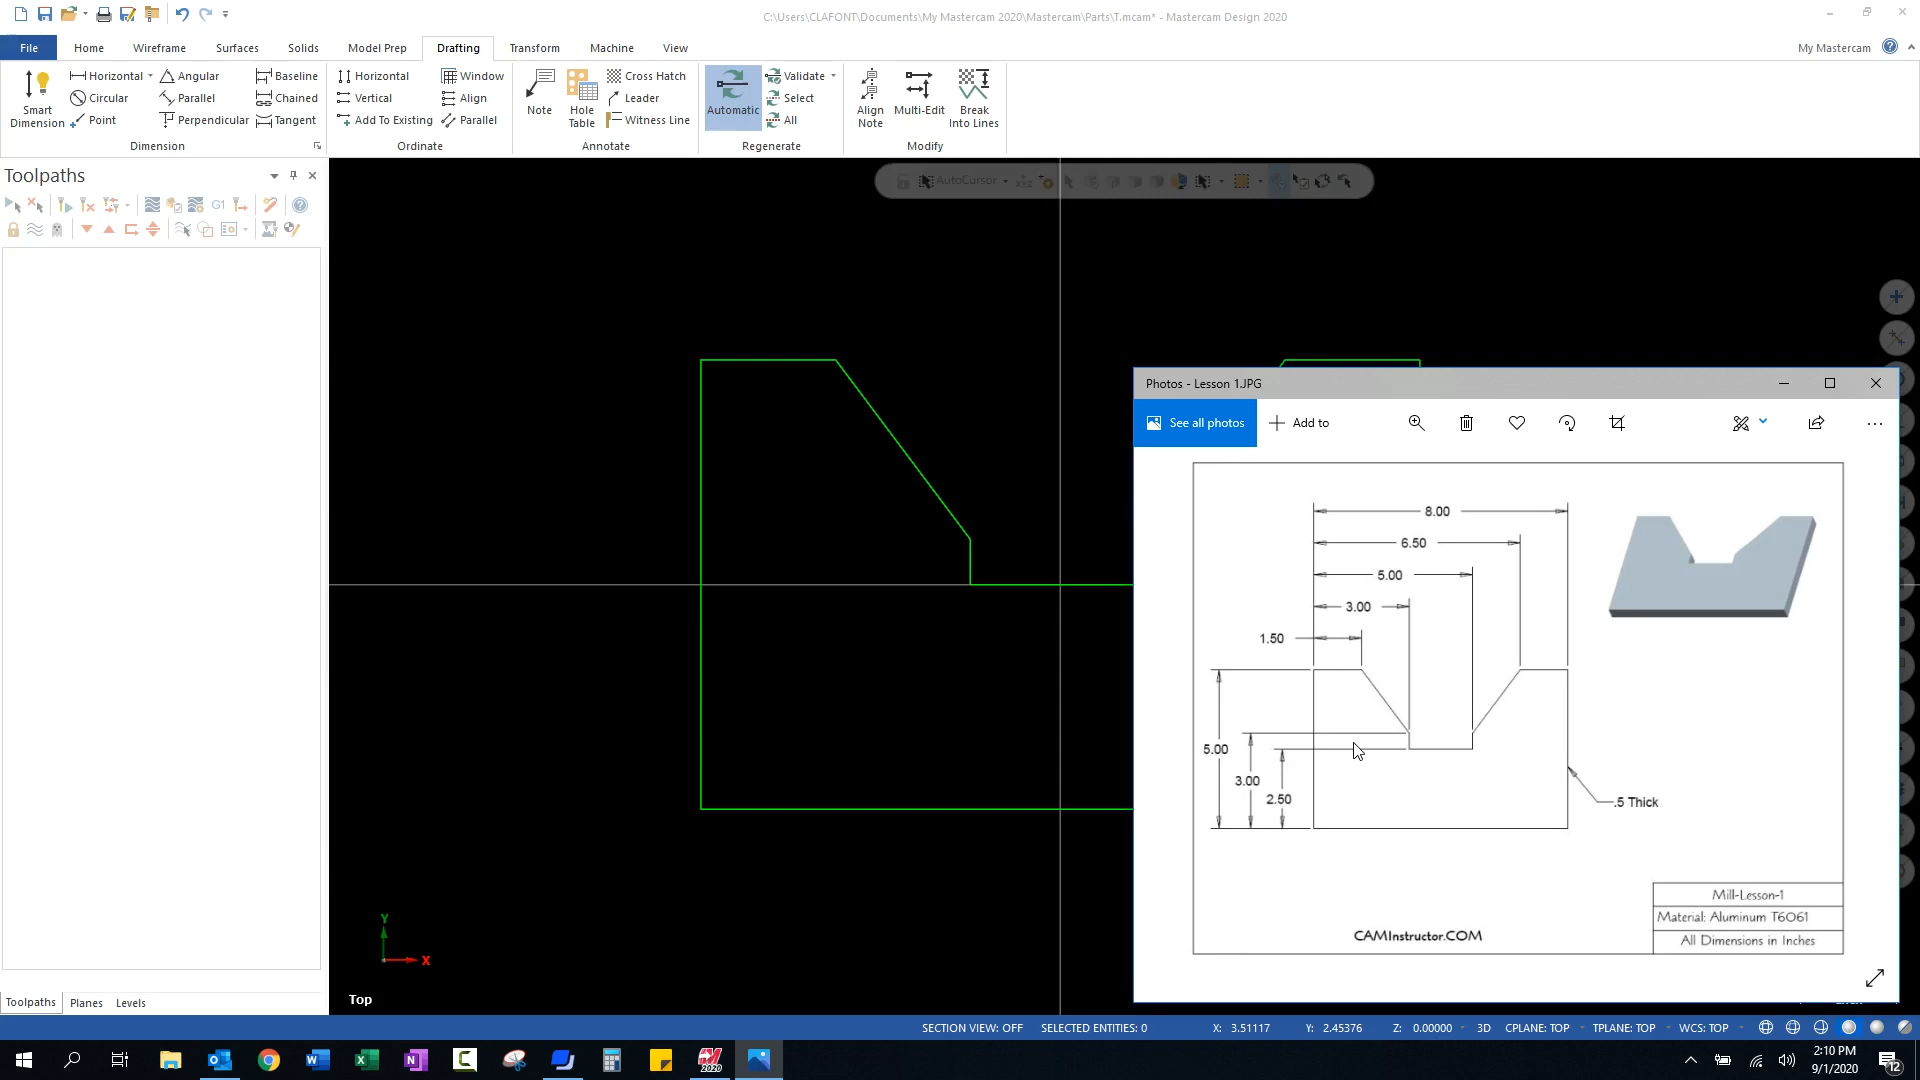 C:\Users\CLAFONT\Documents\My Mastercam 2020\Mastercam\Parts\T.mcam* - Mastercam Design 2020
File Home Wireframe Surfaces Solids Model Prep Drafting Transform Machine View My Mastercam
Horizontal Angular Baseline Horizontal Window Cross Hatch Validate
Circular Parallel Chained Vertical Align Leader Select
Smart Dimension Point Perpendicular Tangent Add To Existing Parallel Note Hole Table Witness Line Automatic All Align Note Multi-Edit Break Into Lines
Dimension Ordinate Annotate Regenerate Modify
Toolpaths
AutoCursor
G1
Photos - Lesson 1.JPG
See all photos Add to
8.00
6.50
5.00
3.00
1.50
5.00
3.00
2.50
.5 Thick
Mill-Lesson-1
Material: Aluminum T6061
CAMInstructor.COM
All Dimensions in Inches
Y
X
Top
Toolpaths Planes Levels
SECTION VIEW: OFF SELECTED ENTITIES: 0 X: 3.51117 Y: 2.45376 Z: 0.00000 3D CPLANE: TOP TPLANE: TOP WCS: TOP
2:10 PM
9/1/2020
12
2020